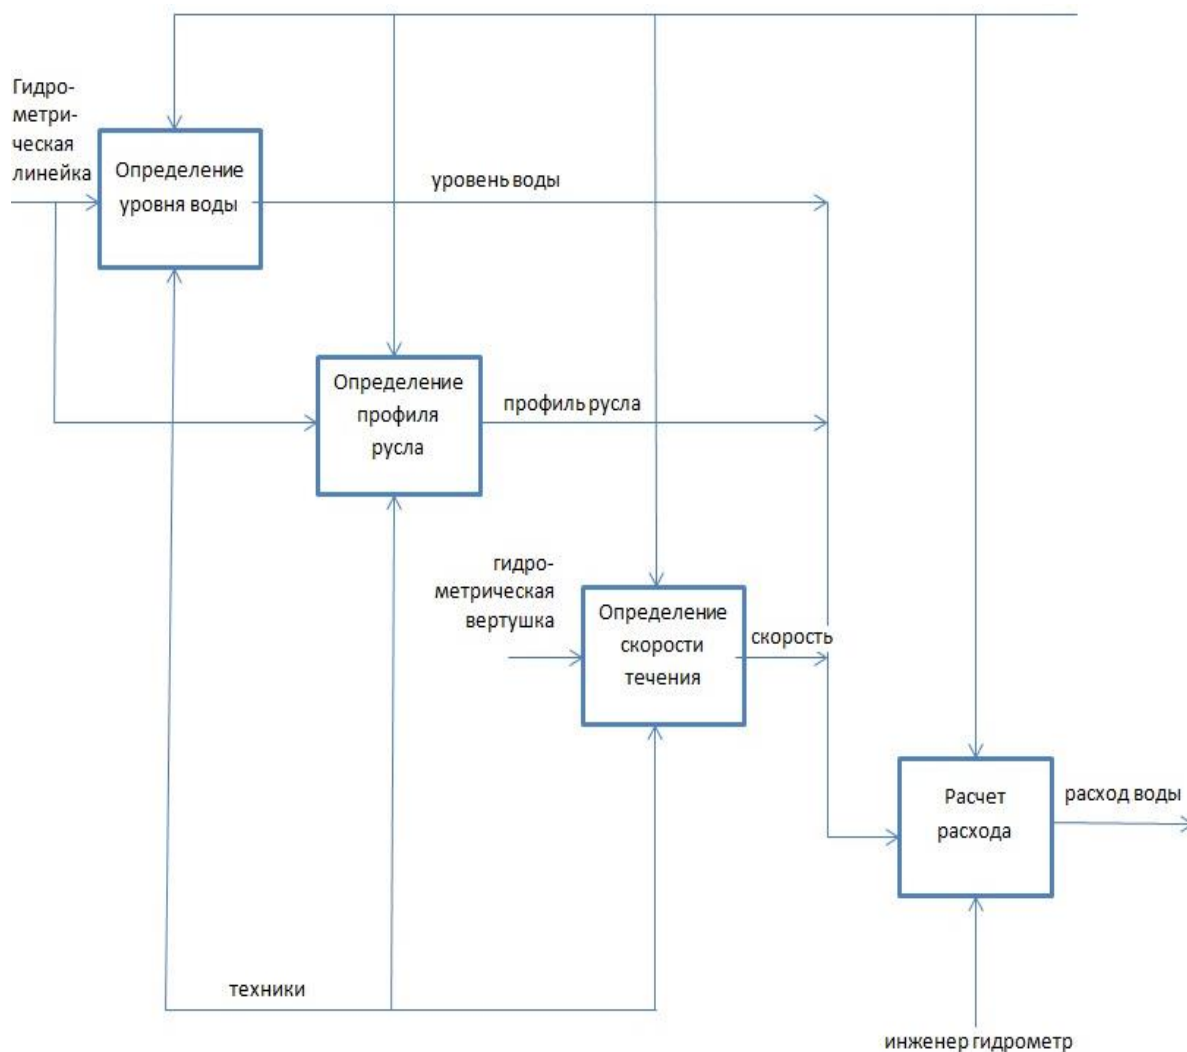 Гидро-
метри-
ческая
линейка
Определение
уровня воды
уровень воды
Определение
профиля
русла
профиль русла
гидро-
метрическая
вертушка
Определение
скорости
течения
скорость
Расчет
расхода
расход воды
техники
инженер гидрометр